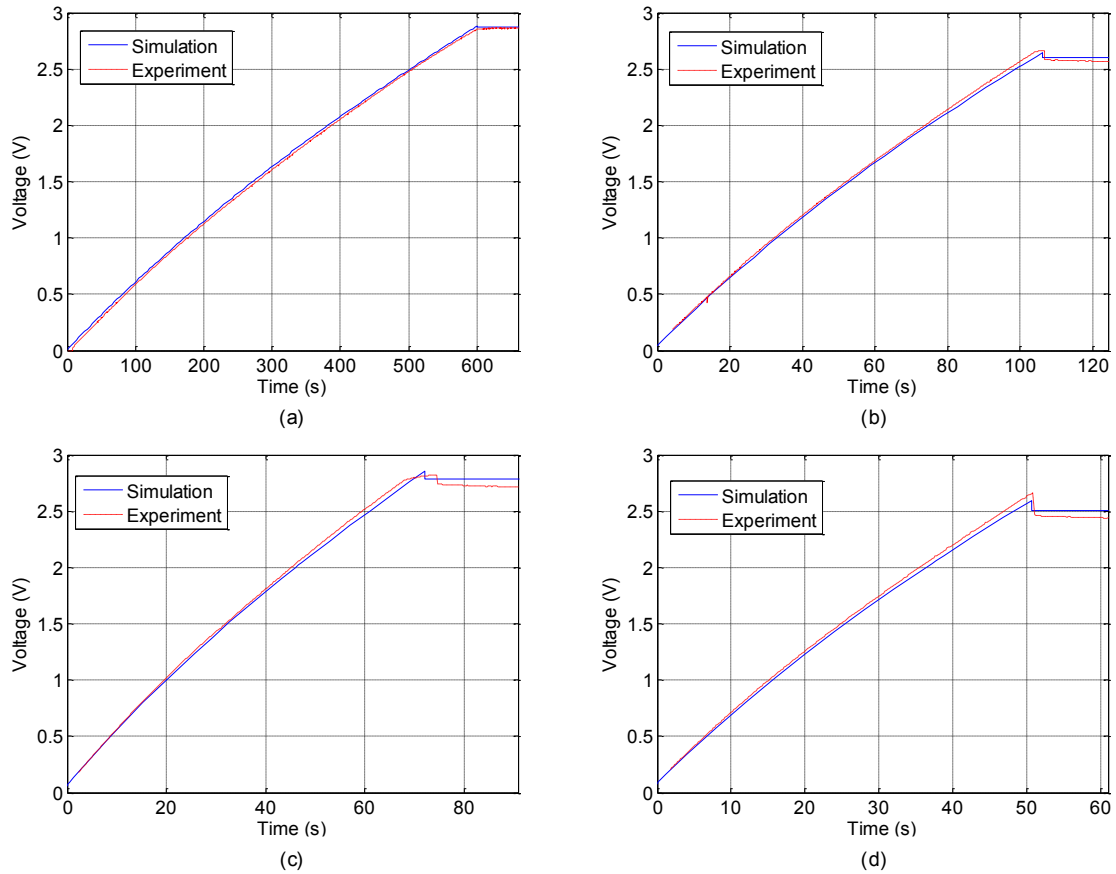 3
2.5
2
1.5
1
0.5
0
Voltage (V)
Simulation
Experiment
0 100 200 300 400 500 600
Time (s)
(a)
3
2.5
2
1.5
1
0.5
0
Voltage (V)
Simulation
Experiment
0 20 40 60 80 100 120
Time (s)
(b)
3
2.5
2
1.5
1
0.5
0
Voltage (V)
Simulation
Experiment
0 20 40 60 80
Time (s)
(c)
3
2.5
2
1.5
1
0.5
0
Voltage (V)
Simulation
Experiment
0 10 20 30 40 50 60
Time (s)
(d)